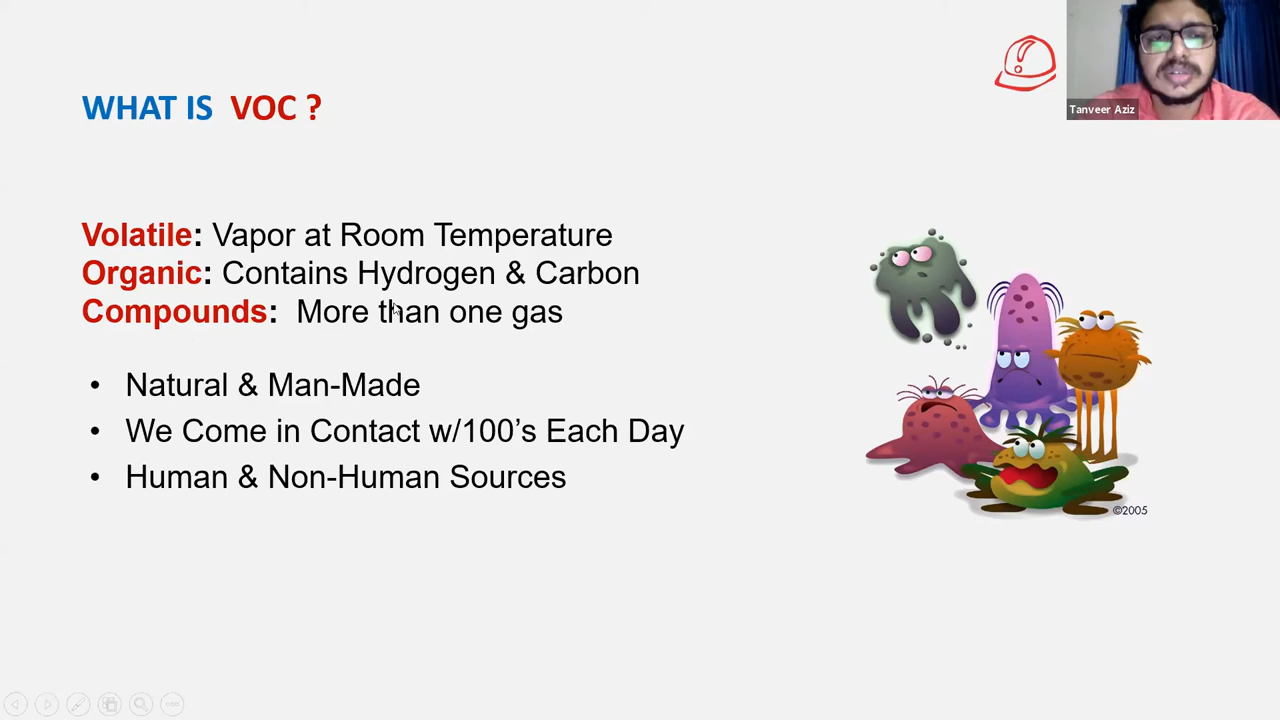 WHAT IS VOC ?
Tanveer Aziz
Volatile: Vapor at Room Temperature
Organic: Contains Hydrogen & Carbon
Compounds: More than one gas
• Natural & Man-Made
• We Come in Contact w/100’s Each Day
• Human & Non-Human Sources
©2005